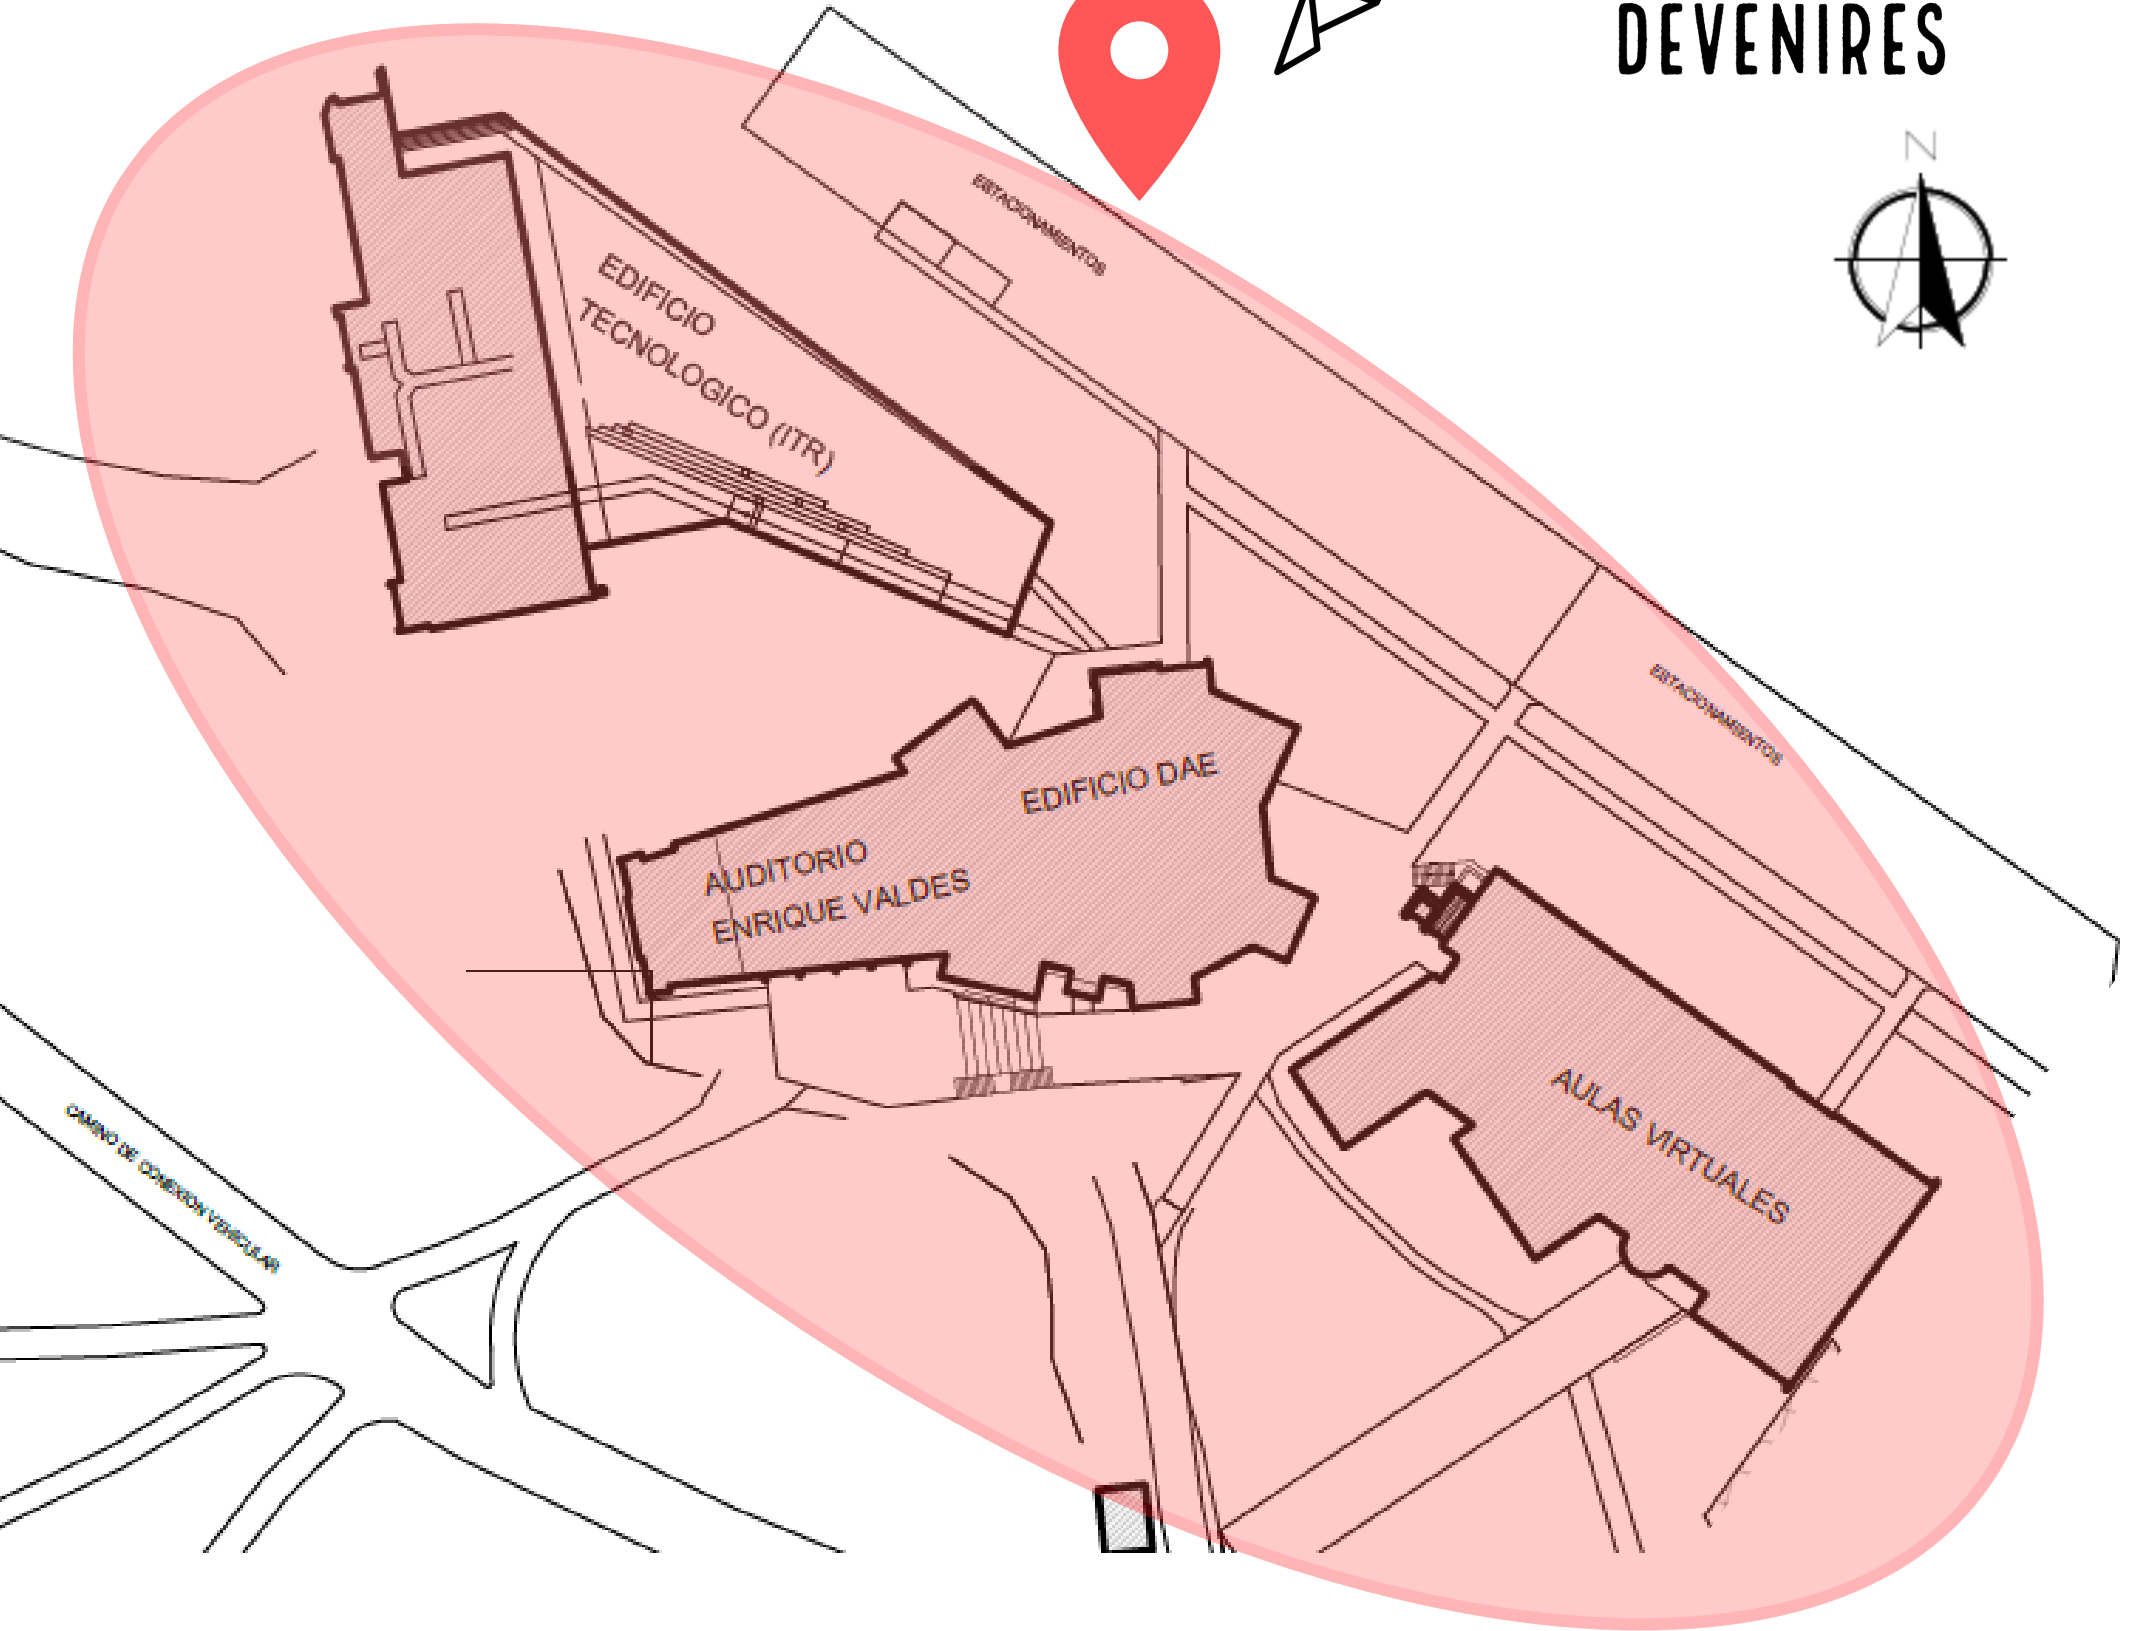 DEVENIRES
N
ESTACIONAMIENTOS
EDIFICIO
TECNOLOGICO (ITR)
ESTACIONAMIENTOS
EDIFICIO DAE
AUDITORIO
ENRIQUE VALDES
AULAS VIRTUALES
CAMINO DE CONEXION VEHICULAR